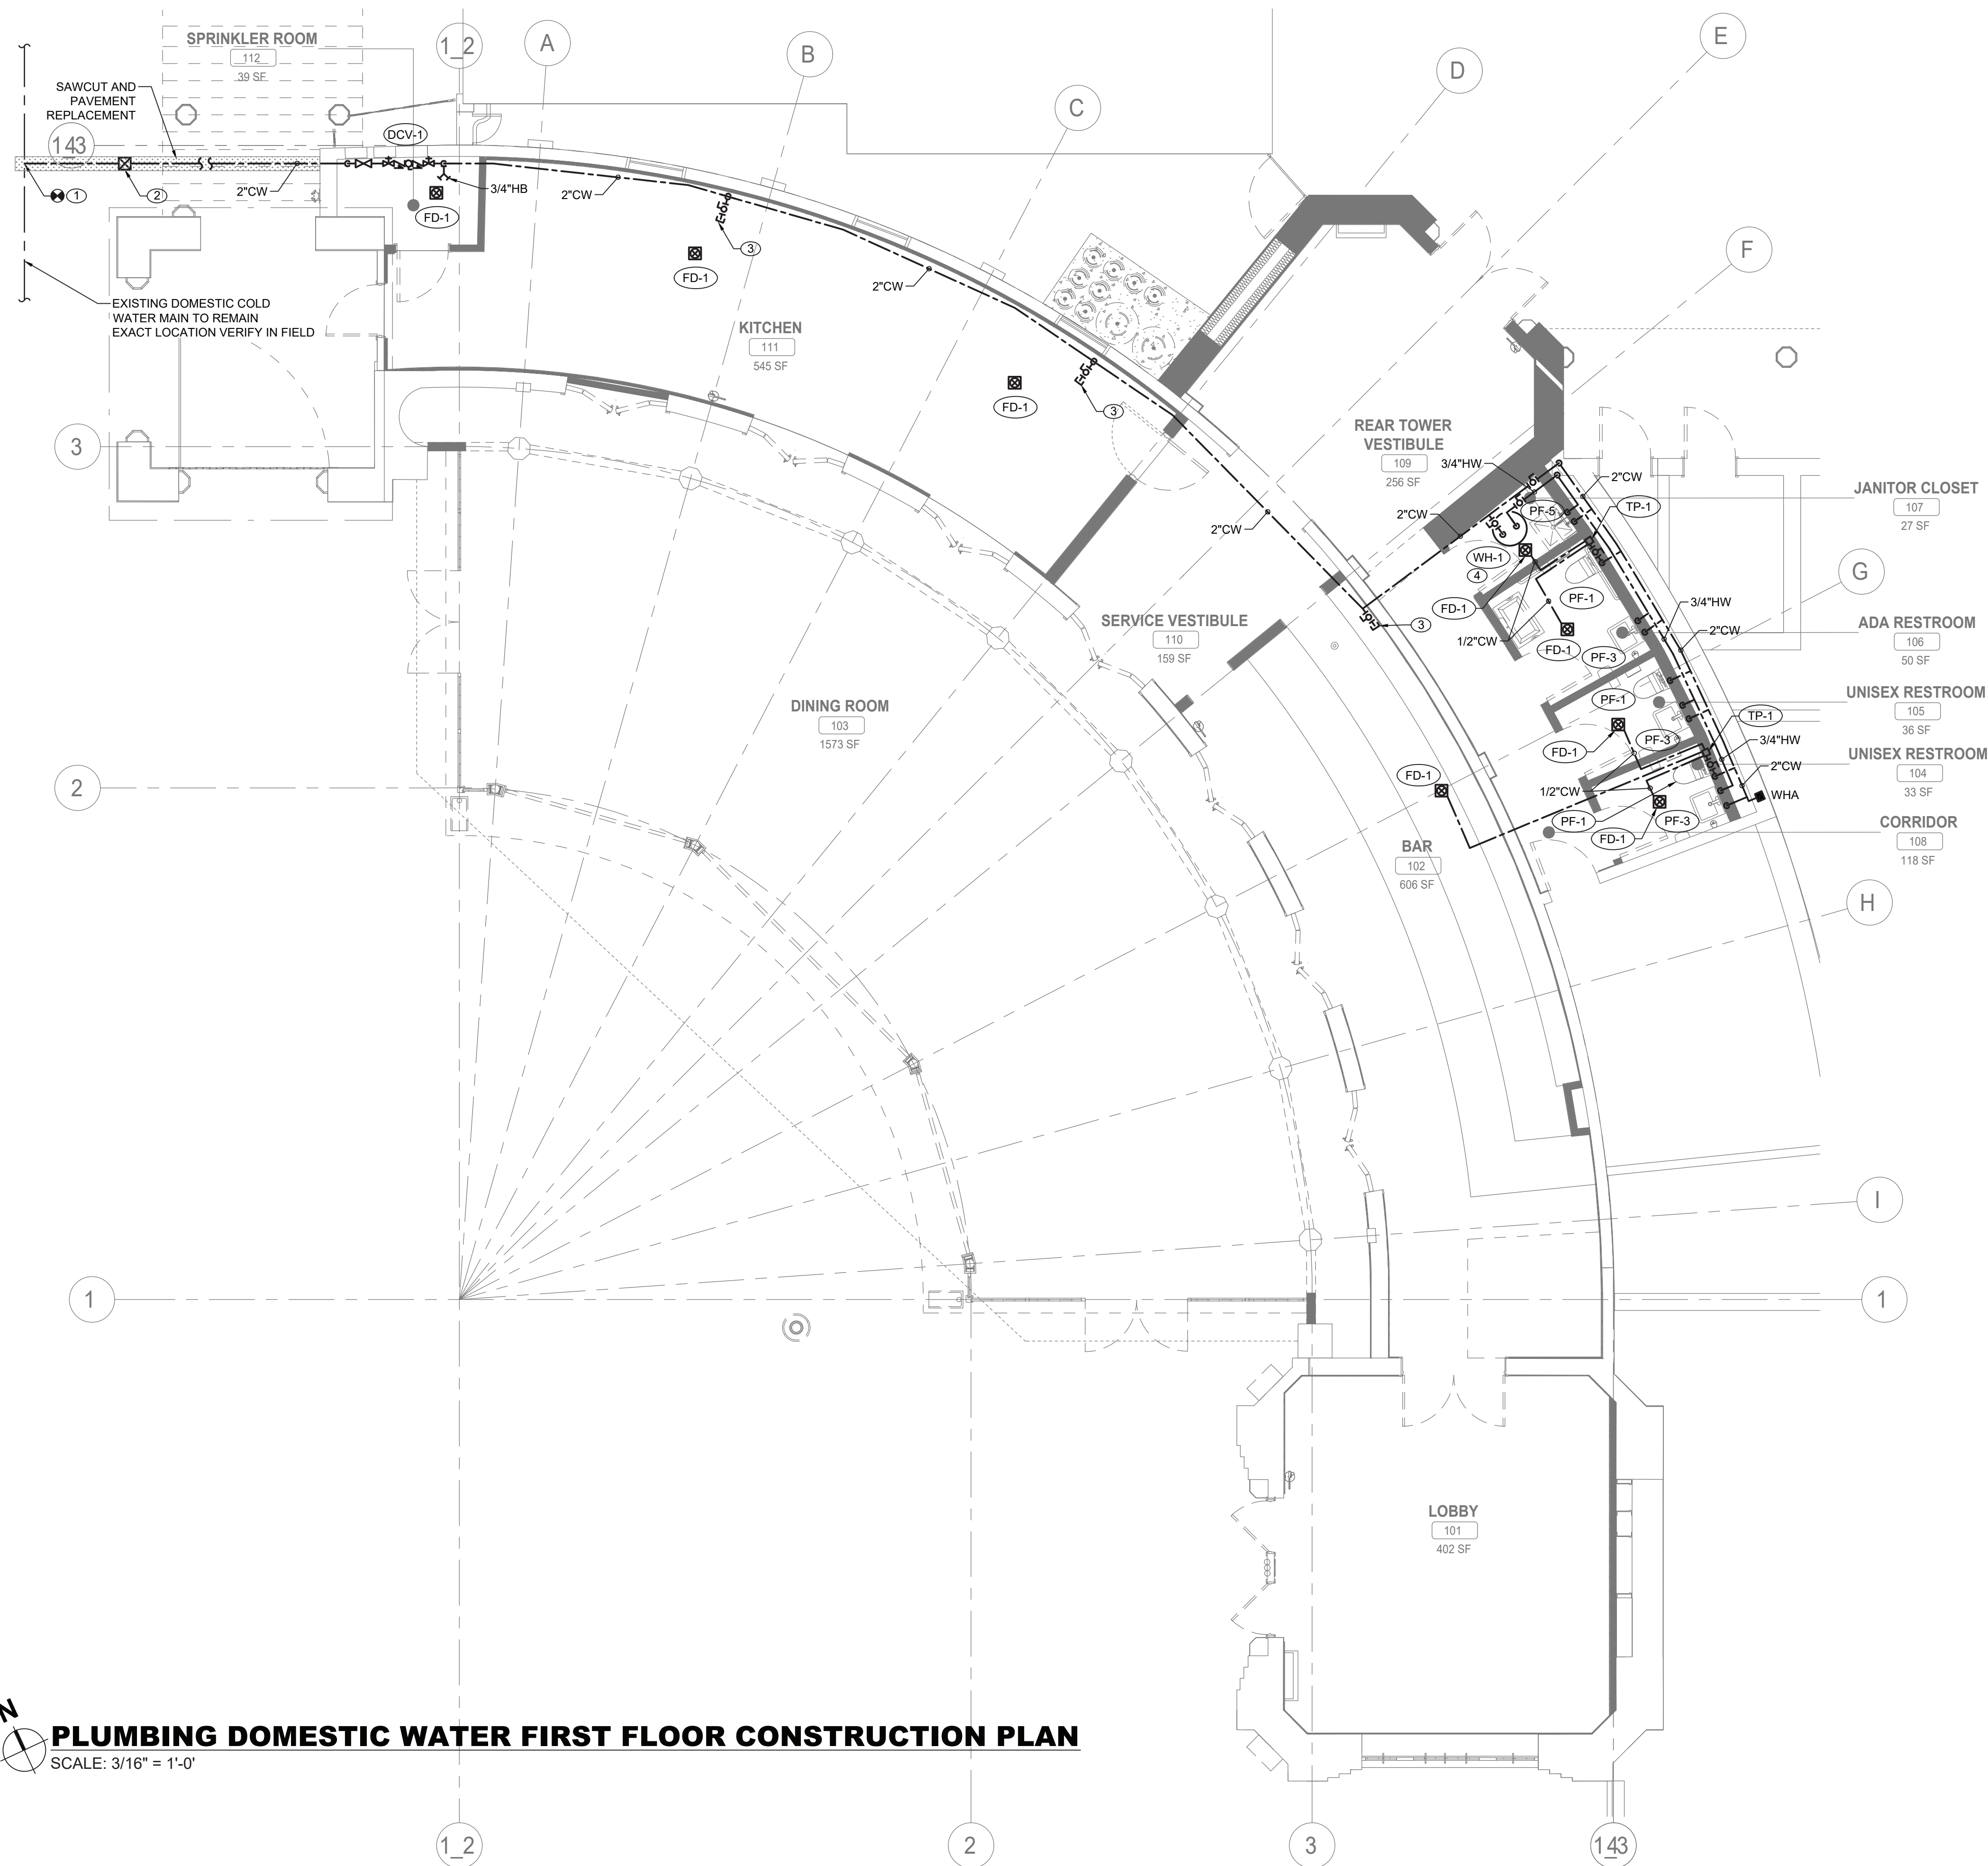 SPRINKLER ROOM
112
39 SF
SAWCUT AND
PAVEMENT
REPLACEMENT
1_2
A
B
C
D
E
F
G
H
I
143
DCV-1
1
2
2"CW
3/4"HB
FD-1
2"CW
3
FD-1
EXISTING DOMESTIC COLD
WATER MAIN TO REMAIN
EXACT LOCATION VERIFY IN FIELD
KITCHEN
111
545 SF
2"CW
FD-1
3
3
REAR TOWER
VESTIBULE
109
256 SF
3/4"HW
2"CW
2"CW
2"CW
PF-5
TP-1
JANITOR CLOSET
107
27 SF
WH-1
4
PF-1
FD-1
3/4"HW
1/2"CW
FD-1
PF-3
2"CW
ADA RESTROOM
106
50 SF
3
SERVICE VESTIBULE
110
159 SF
DINING ROOM
103
1573 SF
PF-1
UNISEX RESTROOM
105
36 SF
TP-1
FD-1
PF-3
3/4"HW
UNISEX RESTROOM
104
33 SF
2"CW
FD-1
1/2"CW
WHA
PF-1
PF-3
FD-1
CORRIDOR
108
118 SF
2
BAR
102
606 SF
1
1
LOBBY
101
402 SF
N
PLUMBING DOMESTIC WATER FIRST FLOOR CONSTRUCTION PLAN
SCALE: 3/16" = 1'-0'
1_2
2
3
143